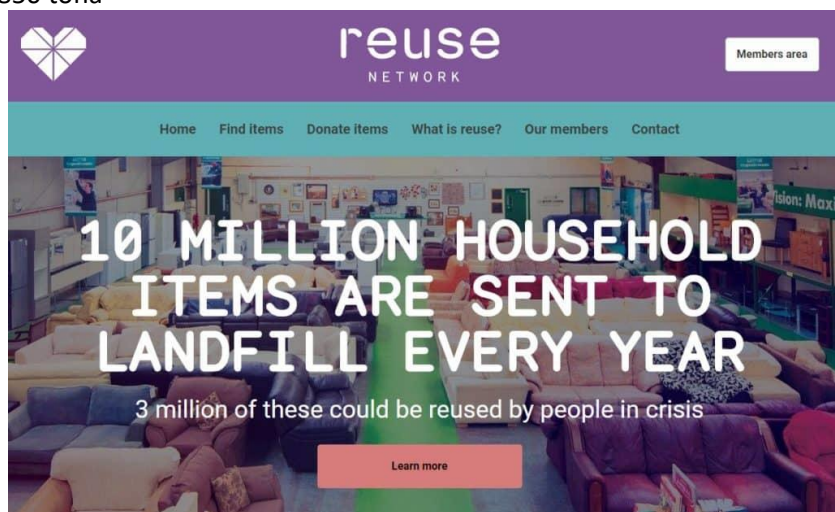 reuse
NETWORK
Members area
Home Find items Donate items What is reuse? Our members Contact
Vision: Maxi
10 MILLION HOUSEHOLD
ITEMS ARE SENT TO
LANDFILL EVERY YEAR
3 million of these could be reused by people in crisis
Learn more